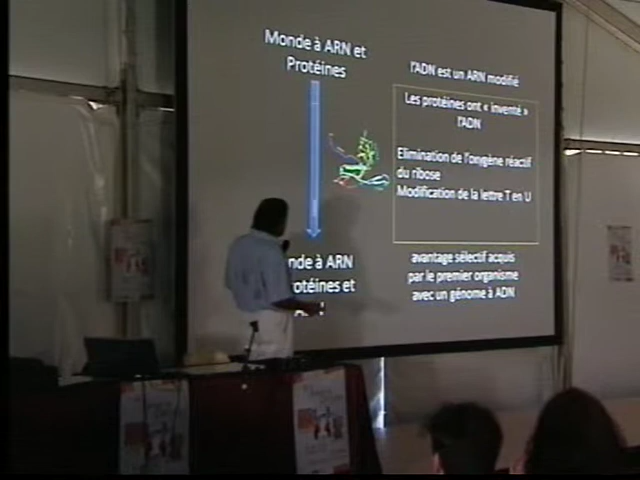 Monde à ARN et
Protéines
l'ADN est un ARN modifié
Les protéines ont « inventé »
l'ADN
Elimination de l'oxygène réactif
du ribose
Modification de la lettre T en U
nde à ARN
otéines et
avantage sélectif acquis
par le premier organisme
avec un génome à ADN